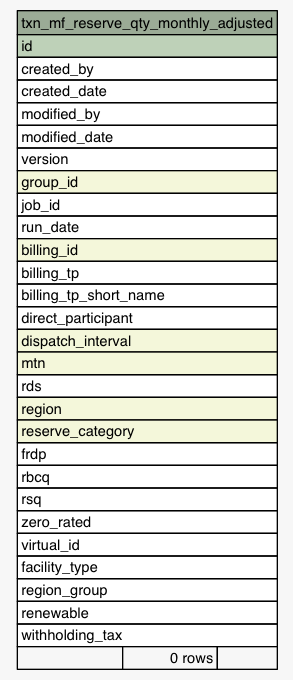 txn_mf_reserve_qty_monthly_adjusted
id
created_by
created_date
modified_by
modified_date
version
group_id
job_id
run_date
billing_id
billing_tp
billing_tp_short_name
direct_participant
dispatch_interval
mtn
rds
region
reserve_category
frdp
rbcq
rsq
zero_rated
virtual_id
facility_type
region_group
renewable
withholding_tax
0 rows